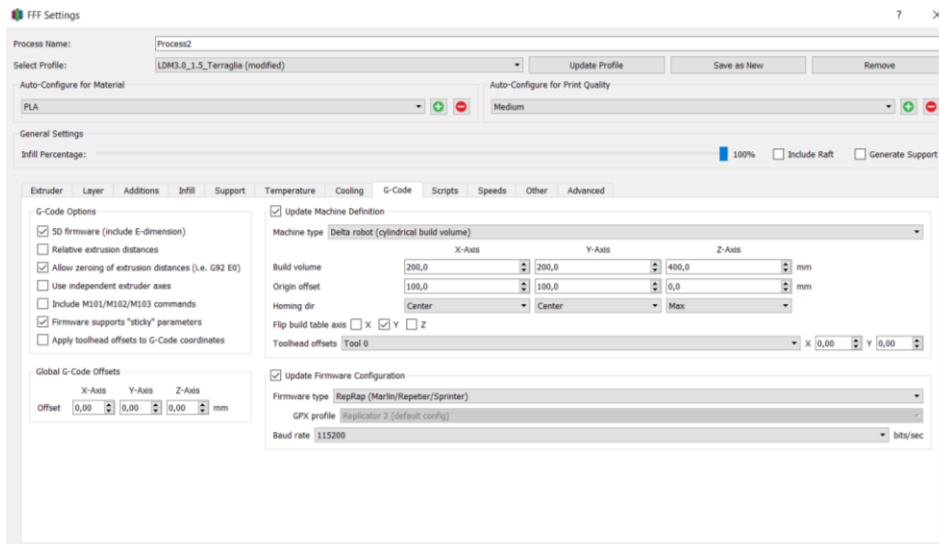 FFF Settings ?
Process Name: Process2
Select Profile: LDM3.0_1.5_Terraglia (modified) Update Profile Save as New Remove
Auto-Configure for Material Auto-Configure for Print Quality
PLA Medium
General Settings
Infill Percentage: 100% Include Raft Generate Support
Extruder Layer Additions Infill Support Temperature Cooling G-Code Scripts Speeds Other Advanced
G-Code Options
5D firmware (include E-dimension)
Relative extrusion distances
Allow zeroing of extrusion distances (i.e. G92 E0)
Use independent extruder axes
Include M101/M102/M103 commands
Firmware supports "sticky" parameters
Apply toolhead offsets to G-Code coordinates
Global G-Code Offsets
X-Axis Y-Axis Z-Axis
Offset 0,00 0,00 0,00 mm
Update Machine Definition
Machine type Delta robot (cylindrical build volume)
X-Axis Y-Axis Z-Axis
Build volume 200,0 200,0 400,0 mm
Origin offset 100,0 100,0 0,0 mm
Homing dir Center Center Max
Flip build table axis X Y Z
Toolhead offsets Tool 0 X 0,00 Y 0,00
Update Firmware Configuration
Firmware type RepRap (Marlin/Repetier/Sprinter)
GPX profile Replicator 2 (default config)
Baud rate 115200 bits/sec